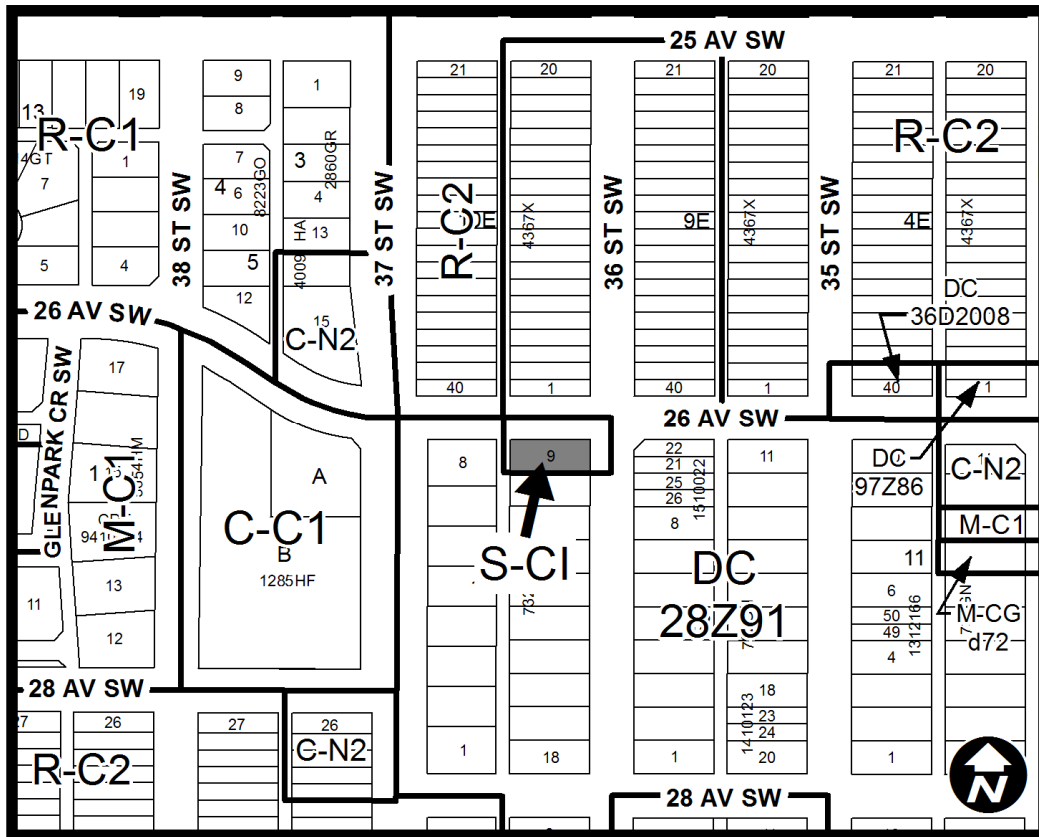 25 AV SW
9
1
21
20
21
20
21
20
19
8
13
R-C1
R-C2
1
7
3
2860GR
4GT
4
8223GO
7
6
4
38 ST SW
37 ST SW
R-C2
4367X
36 ST SW
9E
4367X
35 ST SW
4E
4367X
10
HA
13
5
4
5
4009
12
DC
36D2008
26 AV SW
15
C-N2
17
40
1
40
1
40
1
26 AV SW
GLENPARK CR SW
D
8
9
22
21
25
26
8
1510022
11
DC
97Z86
C-N2
A
M-C1
C-C1
B
1285HF
S-CI
DC
28Z91
M-C1
11
13
11
12
6
50
49
4
1312166
M-CG
d72
28 AV SW
18
23
24
20
1410123
27
26
27
26
C-N2
R-C2
1
18
1
1
N
28 AV SW